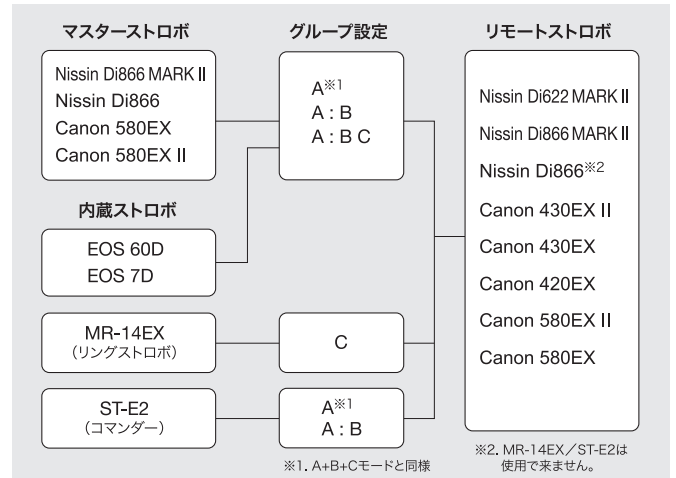 マスターストロボ
Nissin Di866 MARK II
Nissin Di866
Canon 580EX
Canon 580EX II
内蔵ストロボ
EOS 60D
EOS 7D
MR-14EX
（リングストロボ）
ST-E2
（コマンダー）
グループ設定
A※1
A : B
A : B C
C
A※1
A : B
※1. A+B+Cモードと同様
リモートストロボ
Nissin Di622 MARK II
Nissin Di866 MARK II
Nissin Di866※2
Canon 430EX II
Canon 430EX
Canon 420EX
Canon 580EX II
Canon 580EX
※2. MR-14EX／ST-E2は
使用で来ません。